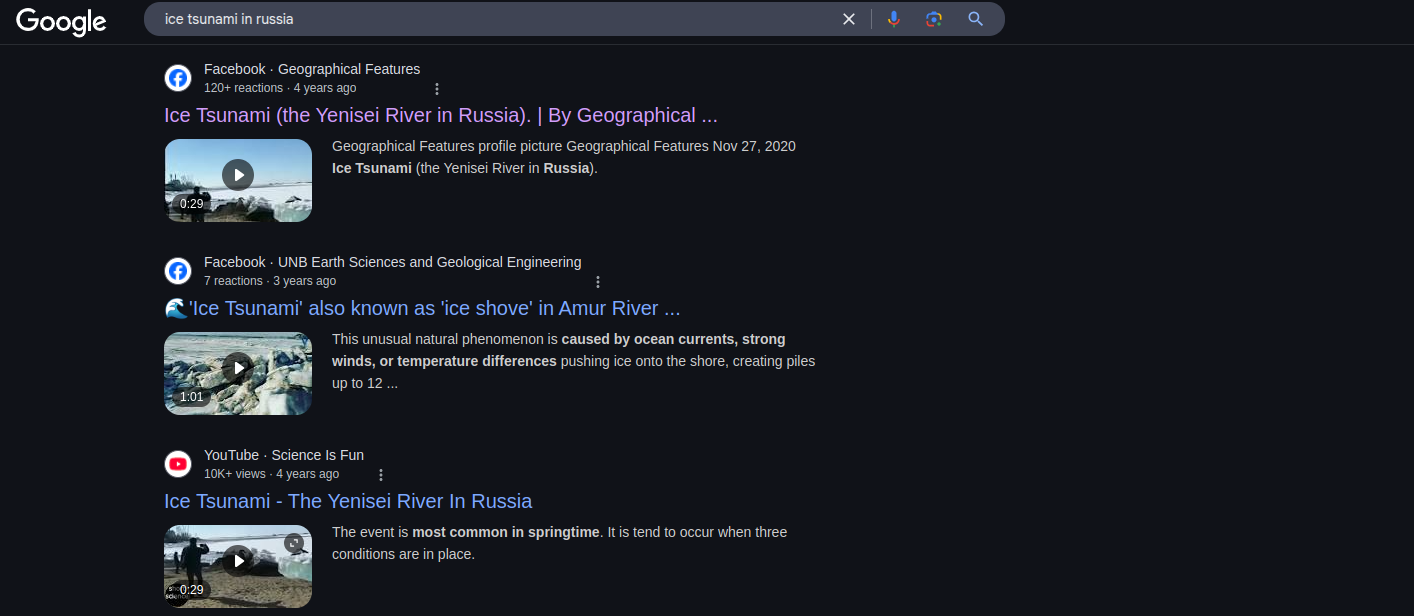 Google
ice tsunami in russia
Facebook · Geographical Features
120+ reactions · 4 years ago
Ice Tsunami (the Yenisei River in Russia). | By Geographical ...
Geographical Features profile picture Geographical Features Nov 27, 2020
Ice Tsunami (the Yenisei River in Russia).
0:29
Facebook · UNB Earth Sciences and Geological Engineering
7 reactions · 3 years ago
🌊'Ice Tsunami' also known as 'ice shove' in Amur River ...
This unusual natural phenomenon is caused by ocean currents, strong
winds, or temperature differences pushing ice onto the shore, creating piles
up to 12 ...
1:01
YouTube · Science Is Fun
10K+ views · 4 years ago
Ice Tsunami - The Yenisei River In Russia
The event is most common in springtime. It is tend to occur when three
conditions are in place.
0:29